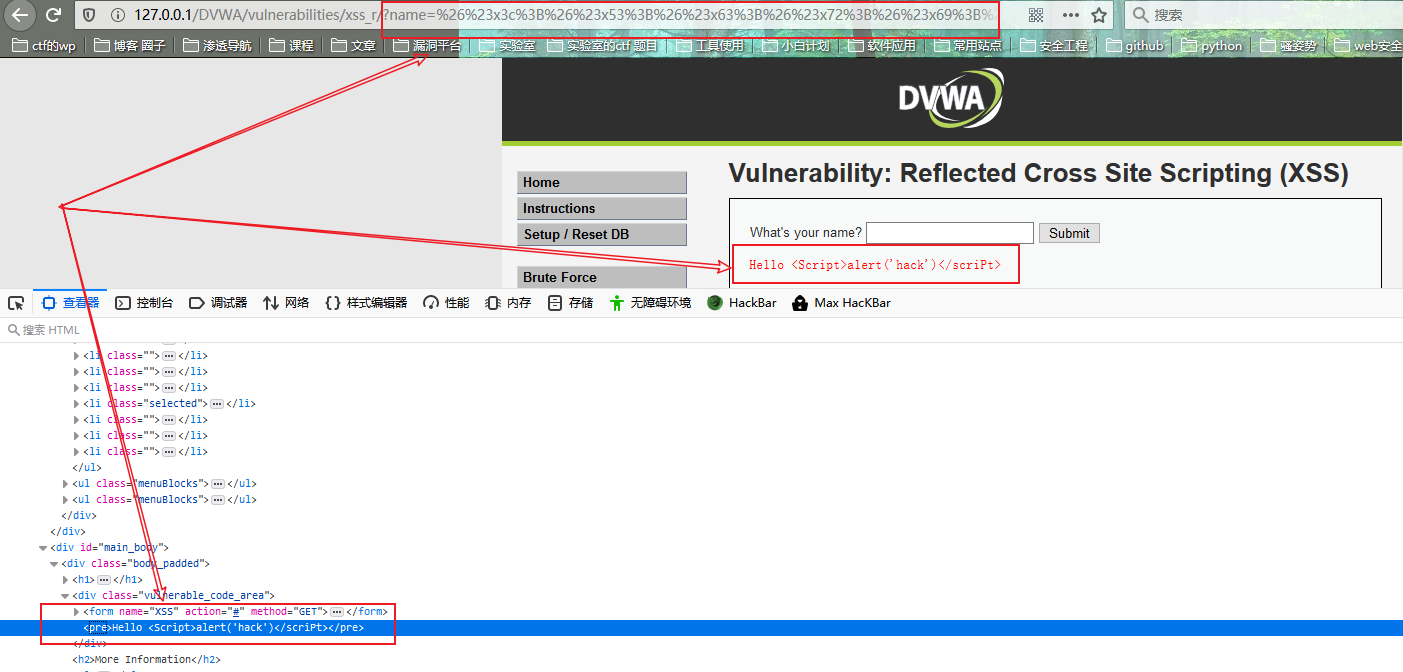 127.0.0.1/DVWA/vulnerabilities/xss_r/?name=%26%23x3c%3B%26%23x53%3B%26%23x63%3B%26%23x72%3B%26%23x69%3B%
搜索
ctf的wp 博客 圈子 渗透导航 课程 文章 漏洞平台 实验室 实验室的ctf 题目 工具使用 小白计划 软件应用 常用站点 安全工程 github python 骚姿势 web安全
DVWA
Vulnerability: Reflected Cross Site Scripting (XSS)
Home
Instructions
Setup / Reset DB
Brute Force
What's your name? Submit
Hello <Script>alert('hack')</scriPt>
查看器 控制台 调试器 网络 样式编辑器 性能 内存 存储 无障碍环境 HackBar Max HacKBar
搜索 HTML
<li class="">…</li>
<li class="">…</li>
<li class="">…</li>
<li class="selected">…</li>
<li class="">…</li>
<li class="">…</li>
<li class="">…</li>
</ul>
<ul class="menuBlocks">…</ul>
<ul class="menuBlocks">…</ul>
</div>
</div>
<div id="main_body">
<div class="body_padded">
<h1>…</h1>
<div class="vulnerable_code_area">
<form name="XSS" action="#" method="GET">…</form>
<pre>Hello <Script>alert('hack')</scriPt></pre>
</div>
<h2>More Information</h2>